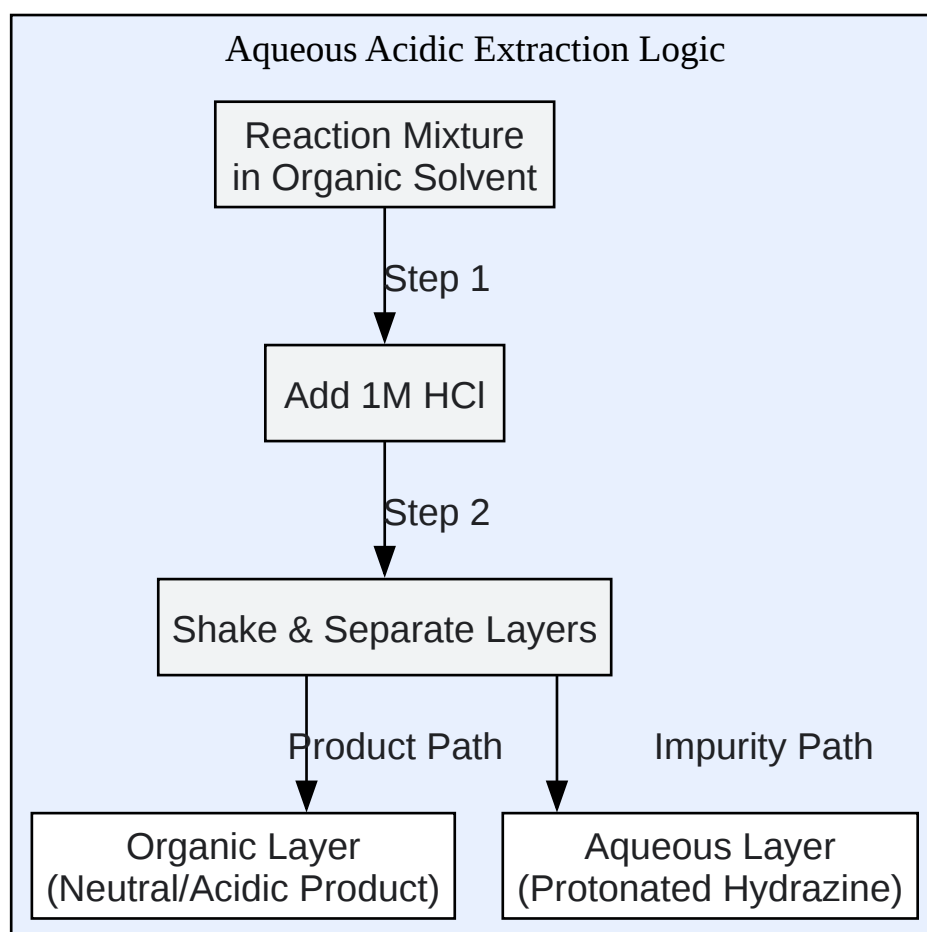 Aqueous Acidic Extraction Logic
Reaction Mixture
in Organic Solvent
Step 1
Add 1M HCl
Step 2
Shake & Separate Layers
Product Path
Impurity Path
Organic Layer
(Neutral/Acidic Product)
Aqueous Layer
(Protonated Hydrazine)